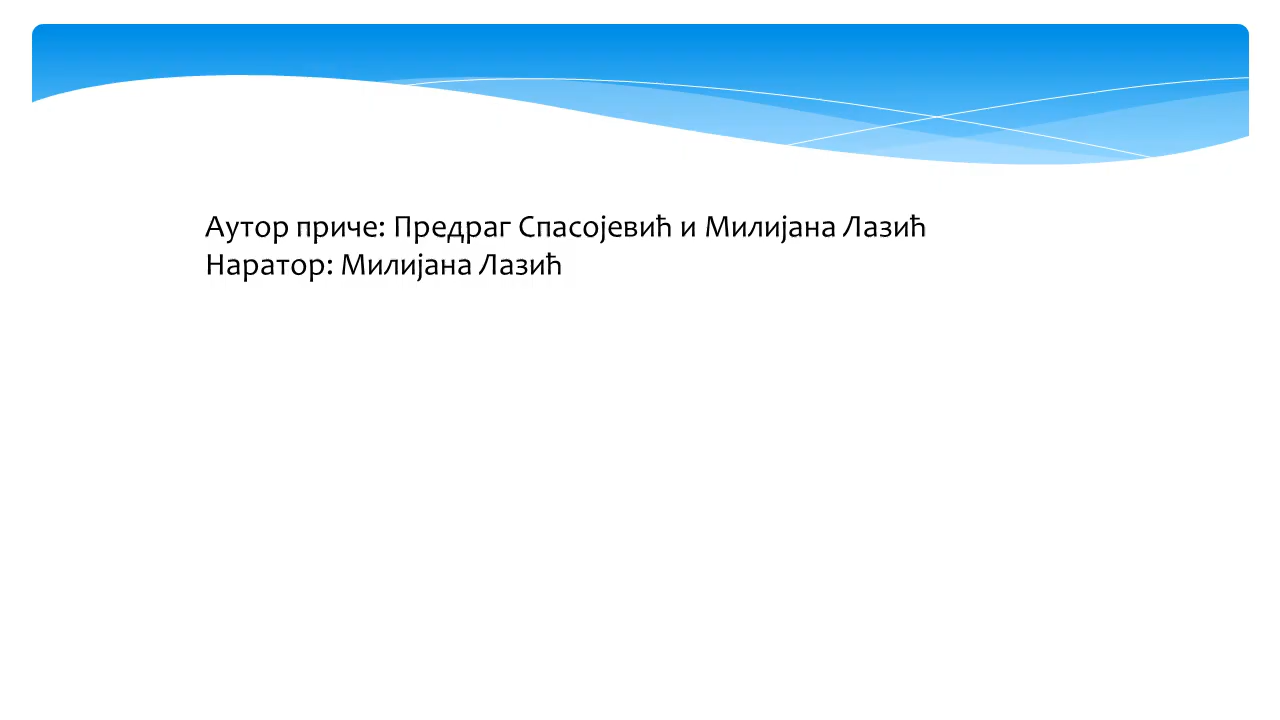 Аутор приче: Предраг Спасојевић и Милијана Лазић
Наратор: Милијана Лазић